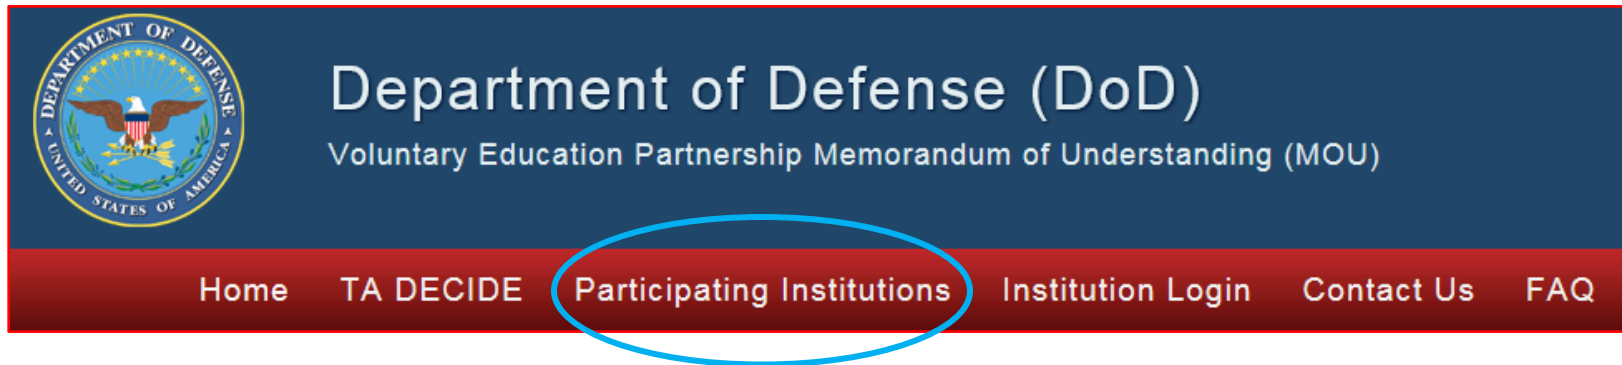 DEPARTMENT OF DEFENSE
UNITED STATES OF AMERICA
Department of Defense (DoD)
Voluntary Education Partnership Memorandum of Understanding (MOU)
Home TA DECIDE Participating Institutions Institution Login Contact Us FAQ